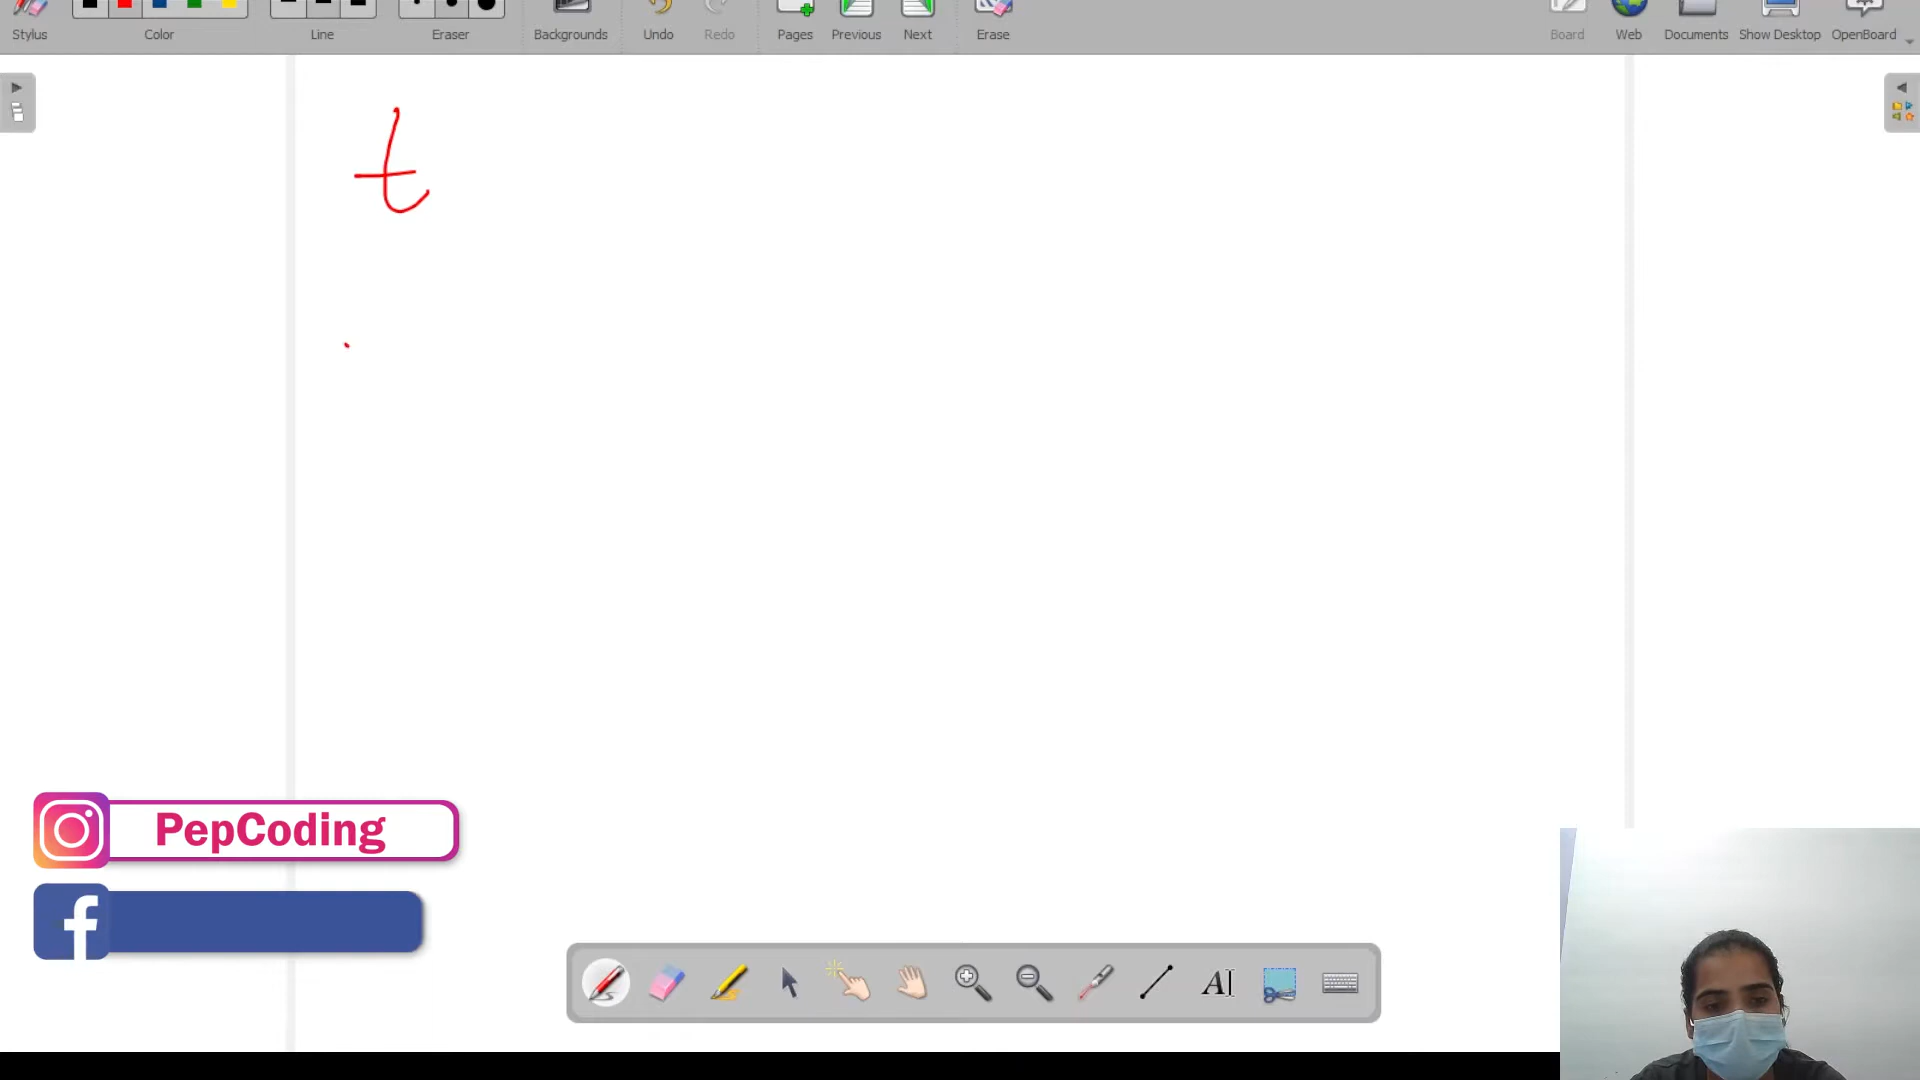 Stylus Color Line Eraser Backgrounds Undo Redo Pages Previous Next Erase Board Web Documents Show Desktop OpenBoard
t
PepCoding
f
A